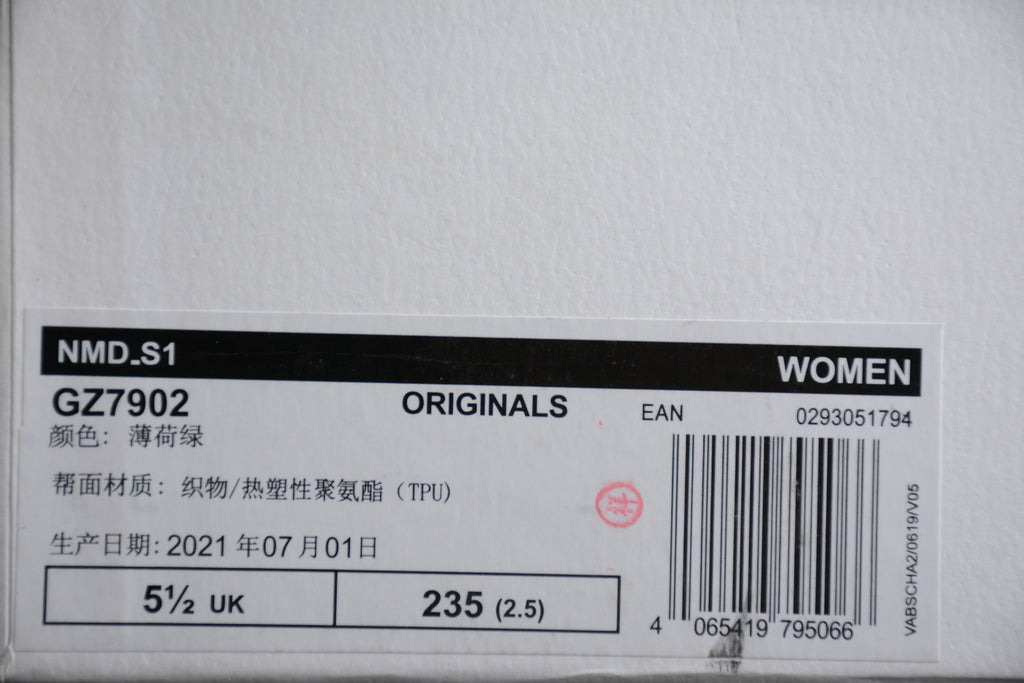 NMD_S1 WOMEN
GZ7902 ORIGINALS EAN 0293051794
颜色: 薄荷绿
帮面材质: 织物/热塑性聚氨酯 (TPU)
生产日期: 2021 年07 月01日
5½ UK 235 (2.5)
4 065419 795066
VABSCHA2/0619/V05
祥